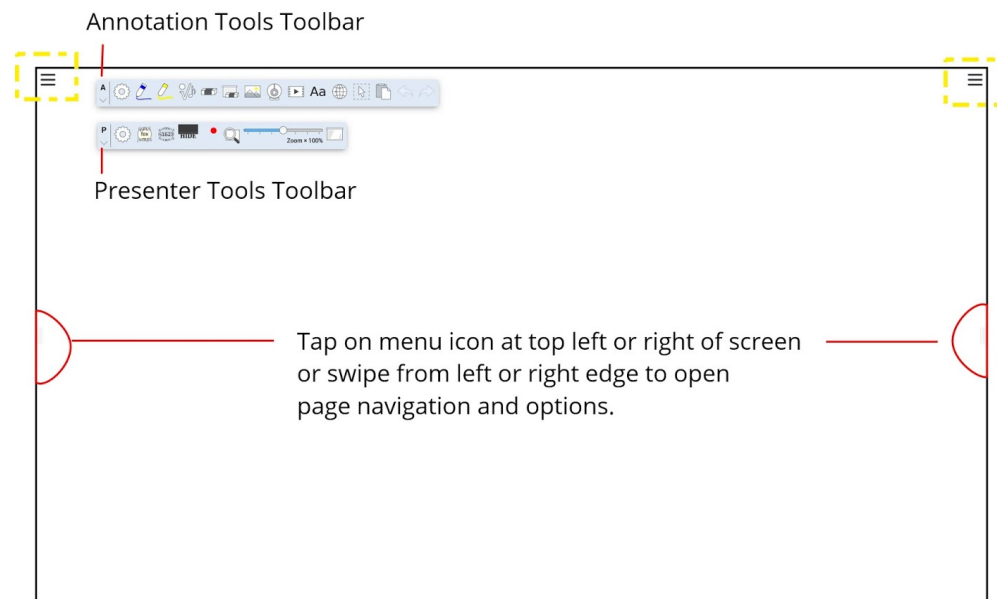 Annotation Tools Toolbar
A
Aa
P
HIDE
Zoom × 100%
Presenter Tools Toolbar
Tap on menu icon at top left or right of screen
or swipe from left or right edge to open
page navigation and options.